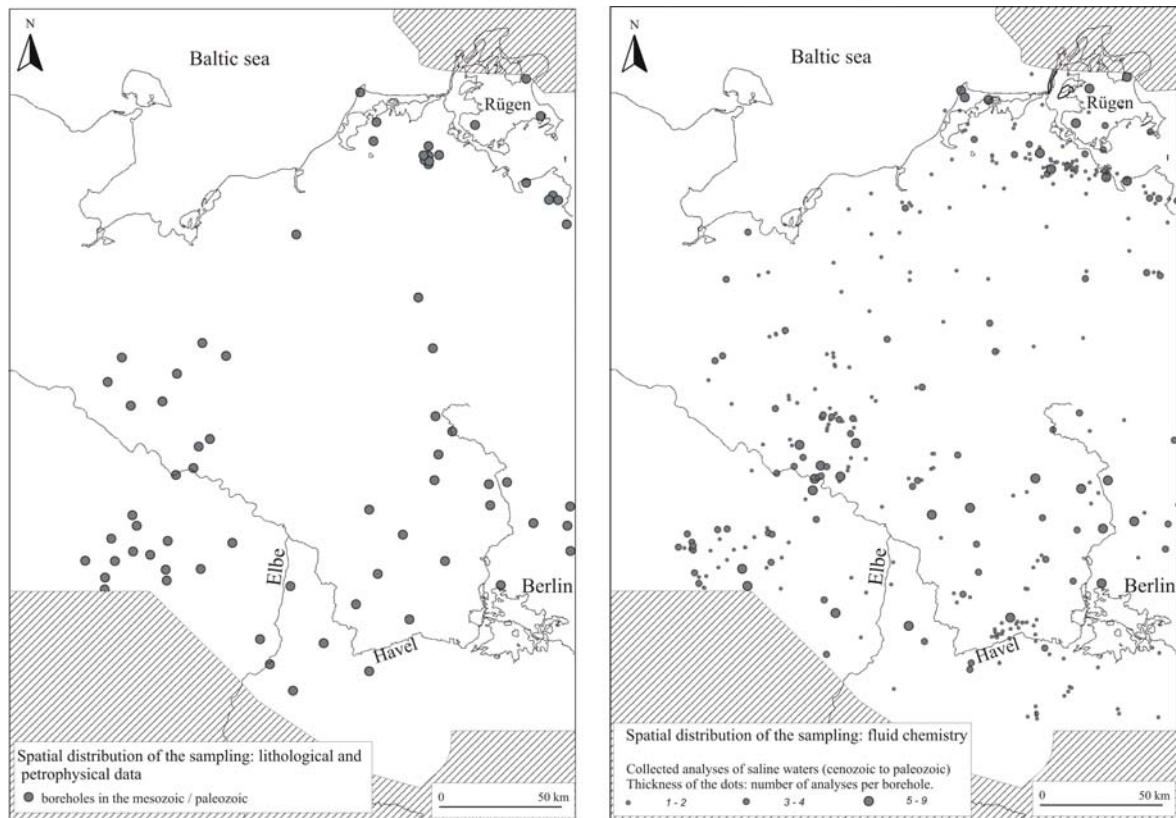 N
Baltic sea
Rügen
Elbe
Berlin
Havel
Spatial distribution of the sampling: lithological and
petrophysical data
boreholes in the mesozoic / paleozoic
0 50 km
N
Baltic sea
Rügen
Elbe
Berlin
Havel
Spatial distribution of the sampling: fluid chemistry
Collected analyses of saline waters (cenozoic to paleozoic)
Thickness of the dots: number of analyses per borehole.
1 - 2 3 - 4 5 - 9
0 50 km